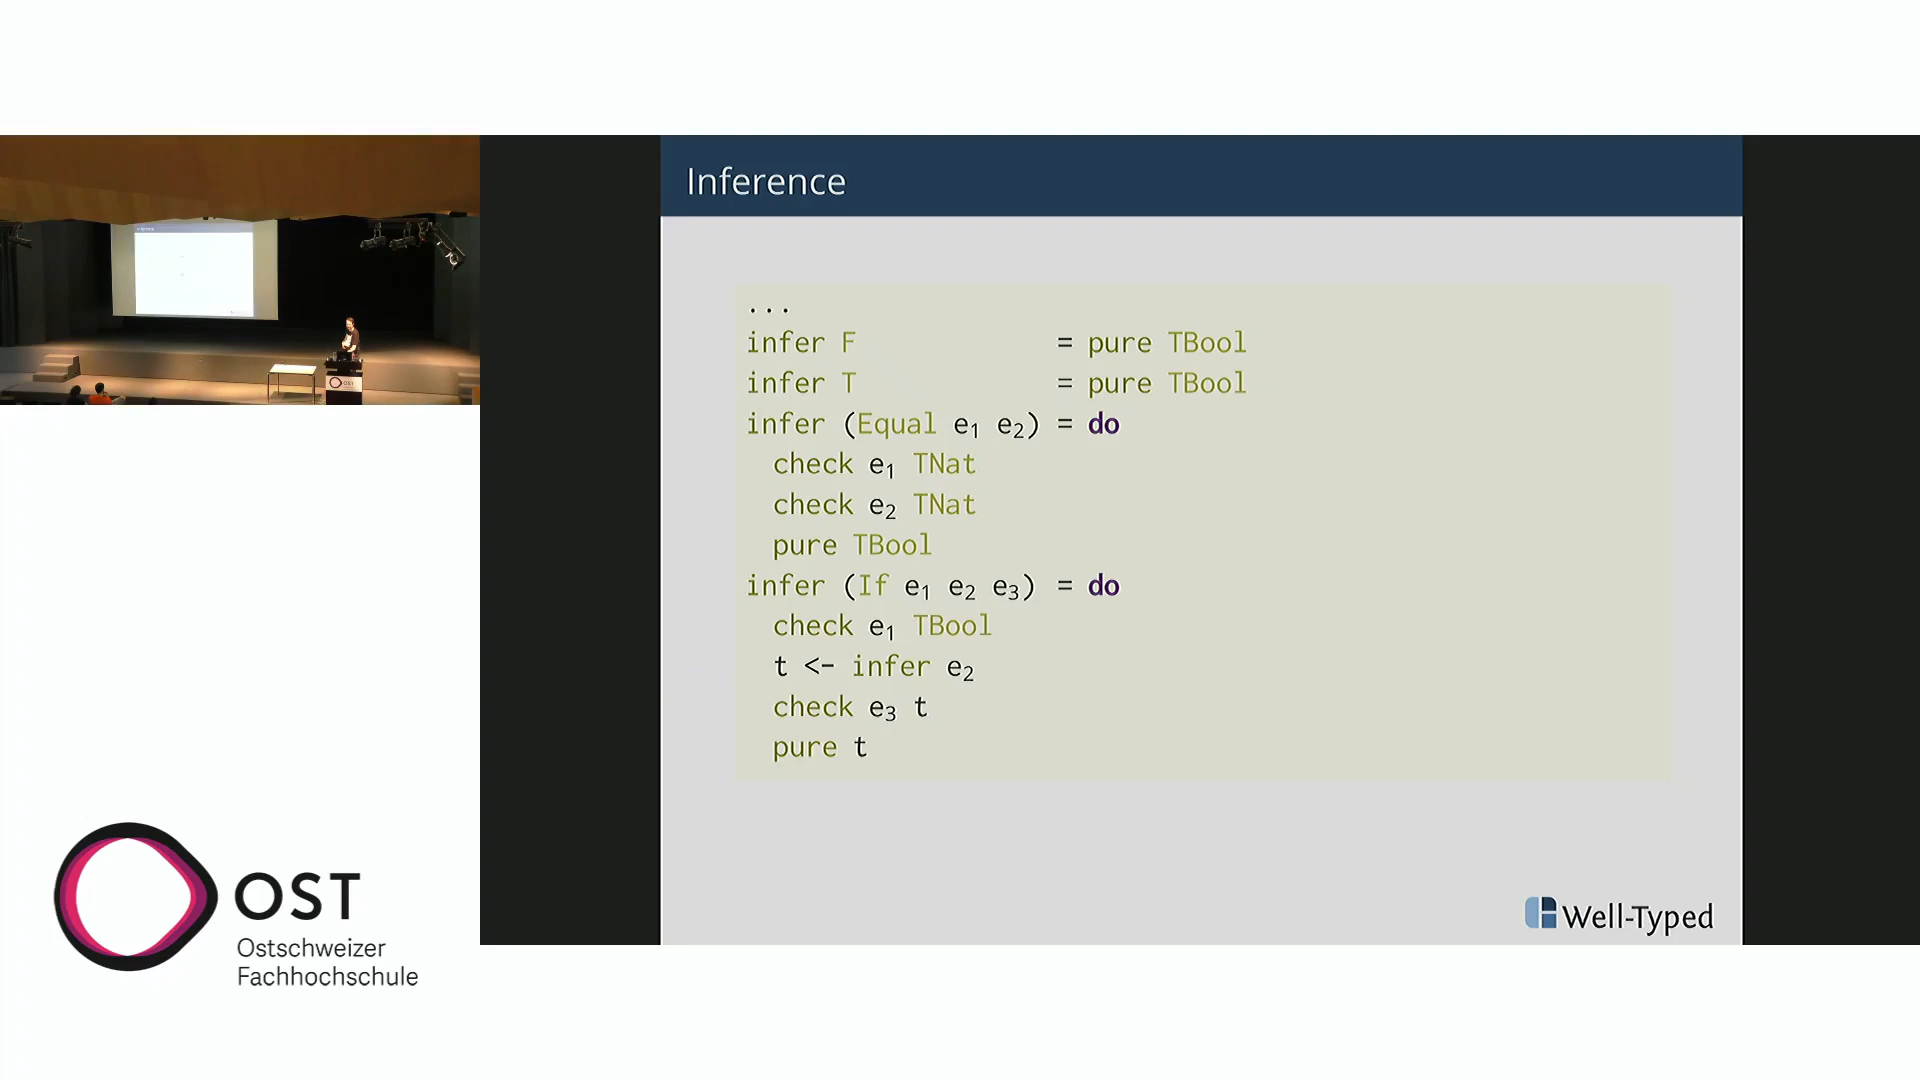 Inference
...
infer F = pure TBool
infer T = pure TBool
infer (Equal e₁ e₂) = do
check e₁ TNat
check e₂ TNat
pure TBool
infer (If e₁ e₂ e₃) = do
check e₁ TBool
t <- infer e₂
check e₃ t
pure t
Well-Typed
OST
OST
Ostschweizer
Fachhochschule